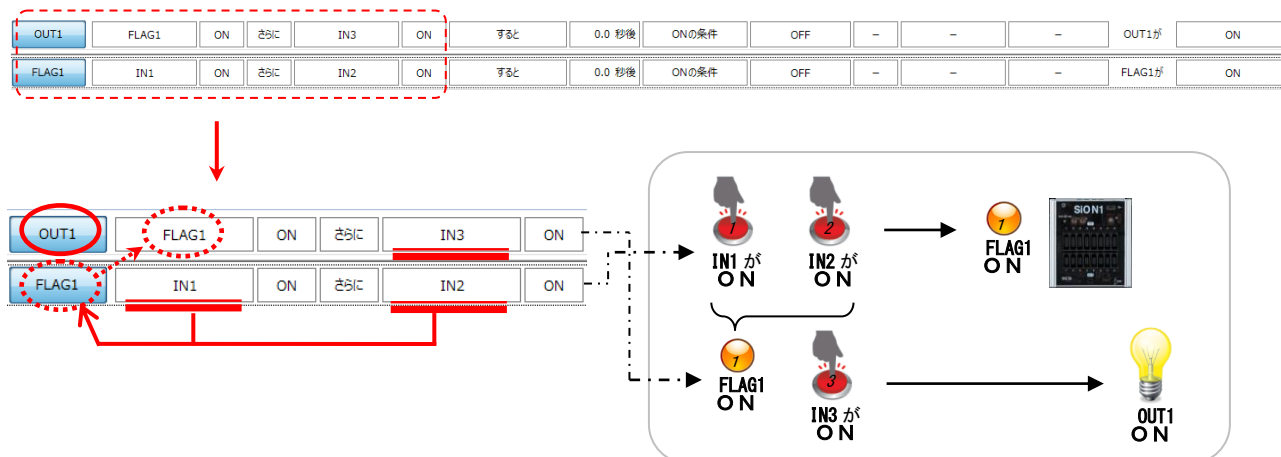 OUT1 FLAG1 ON さらに IN3 ON すると 0.0 秒後 ONの条件 OFF － － － OUT1が ON
FLAG1 IN1 ON さらに IN2 ON すると 0.0 秒後 ONの条件 OFF － － － FLAG1が ON
OUT1 FLAG1 ON さらに IN3 ON
FLAG1 IN1 ON さらに IN2 ON
1 2 1 SiON1
IN1 が IN2 が FLAG1
ＯＮ ＯＮ ＯＮ
1 3
FLAG1 IN3 が OUT1
ＯＮ ＯＮ ＯＮ